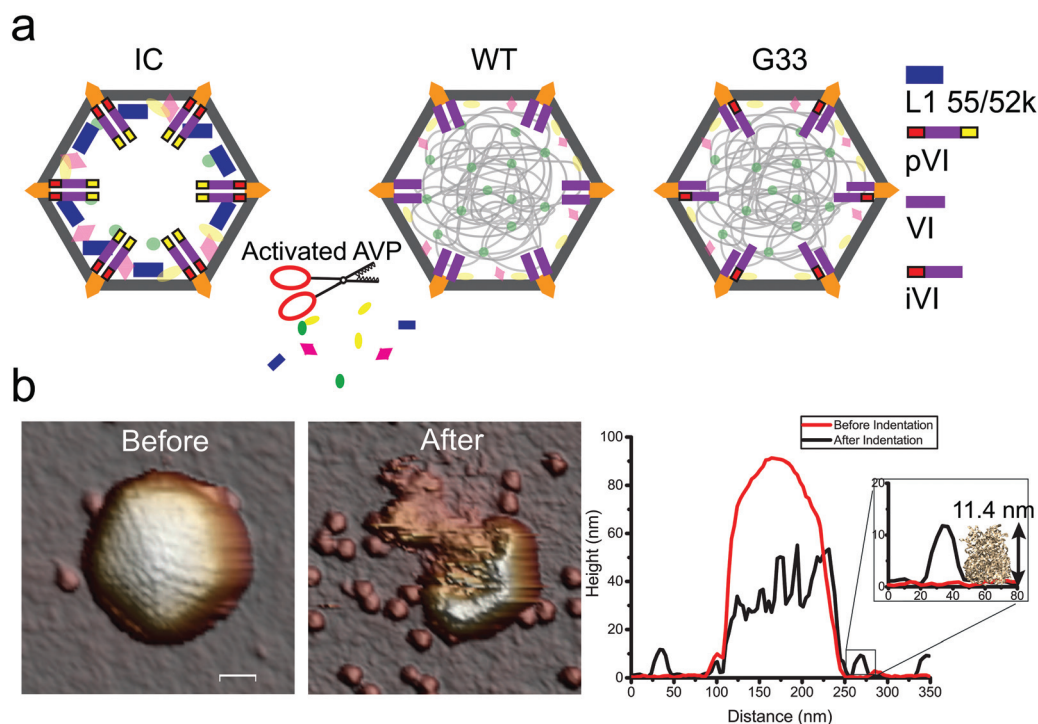 a
IC
WT
G33
L1 55/52k
pVI
VI
iVI
Activated AVP
b
Before
After
Before Indentation
After Indentation
Height (nm)
100
80
60
40
20
0
0 50 100 150 200 250 300 350
Distance (nm)
20
10
0
0 20 40 60 80
11.4 nm